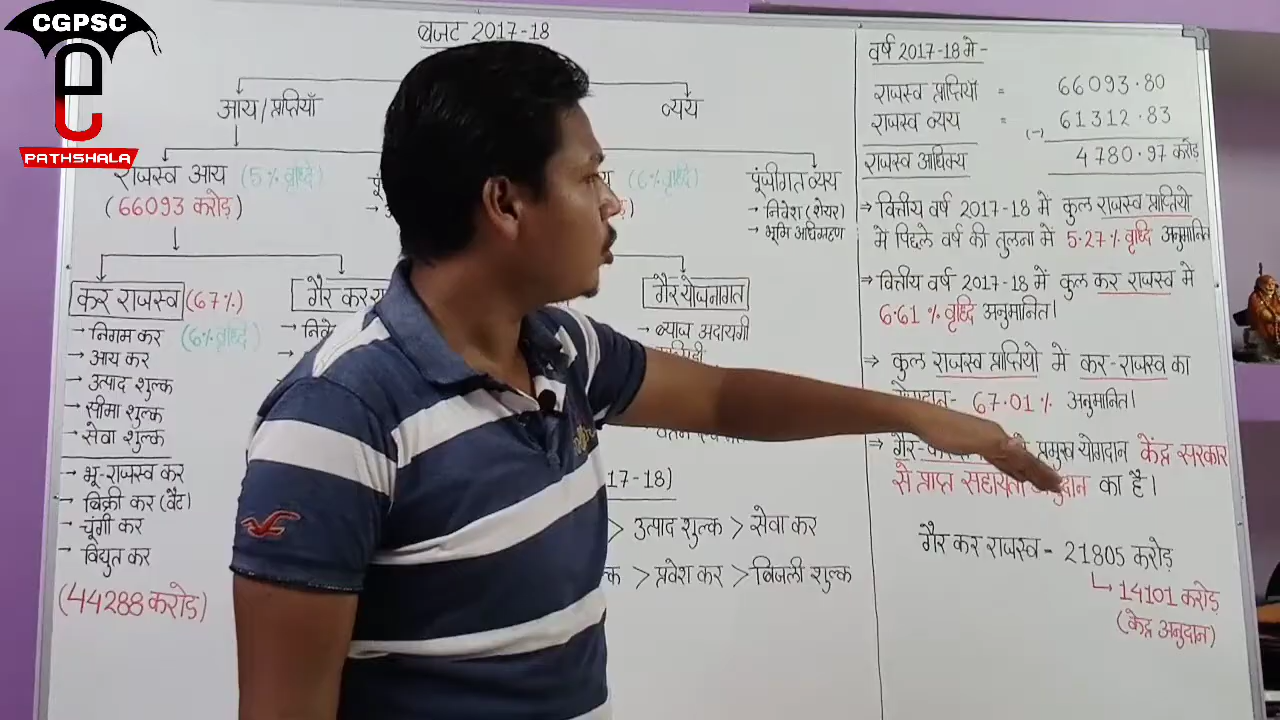 CGPSC
e
PATHSHALA
बजट 2017-18
आय/प्राप्तियाँ
व्यय
राजस्व आय (5% वृध्दि)
(66093 करोड़)
(6% वृध्दि)
पूंजीगत व्यय
→ निवेश (शेयर)
→ भूमि अधिग्रहण
कर राजस्व (67%)
→ निगम कर (6% वृध्दि)
→ आय कर
→ उत्पाद शुल्क
→ सीमा शुल्क
→ सेवा शुल्क
→ भू-राजस्व कर
→ बिक्री कर (वैट)
→ चूंगी कर
→ विद्युत कर
(44288 करोड़)
गैर कर
गैर योजनागत
→ ब्याज अदायगी
17-18)
> उत्पाद शुल्क > सेवा कर
> प्रवेश कर > बिजली शुल्क
वर्ष 2017-18 में -
राजस्व प्राप्तियाँ = 66093.80
राजस्व व्यय = (-) 61312.83
राजस्व आधिक्य 4780.97 करोड़
→ वित्तीय वर्ष 2017-18 में कुल राजस्व प्राप्तियो
में पिछले वर्ष की तुलना में 5.27% वृध्दि अनुमानित
→ वित्तीय वर्ष 2017-18 में कुल कर राजस्व में
6.61% वृध्दि अनुमानित।
→ कुल राजस्व प्राप्तियो में कर-राजस्व का
67.01% अनुमानित।
→ गैर- प्रमुख योगदान केंद्र सरकार
से प्राप्त सहायता अनुदान का है।
गैर कर राजस्व - 21805 करोड़
↳ 14101 करोड़
(केंद्र अनुदान)